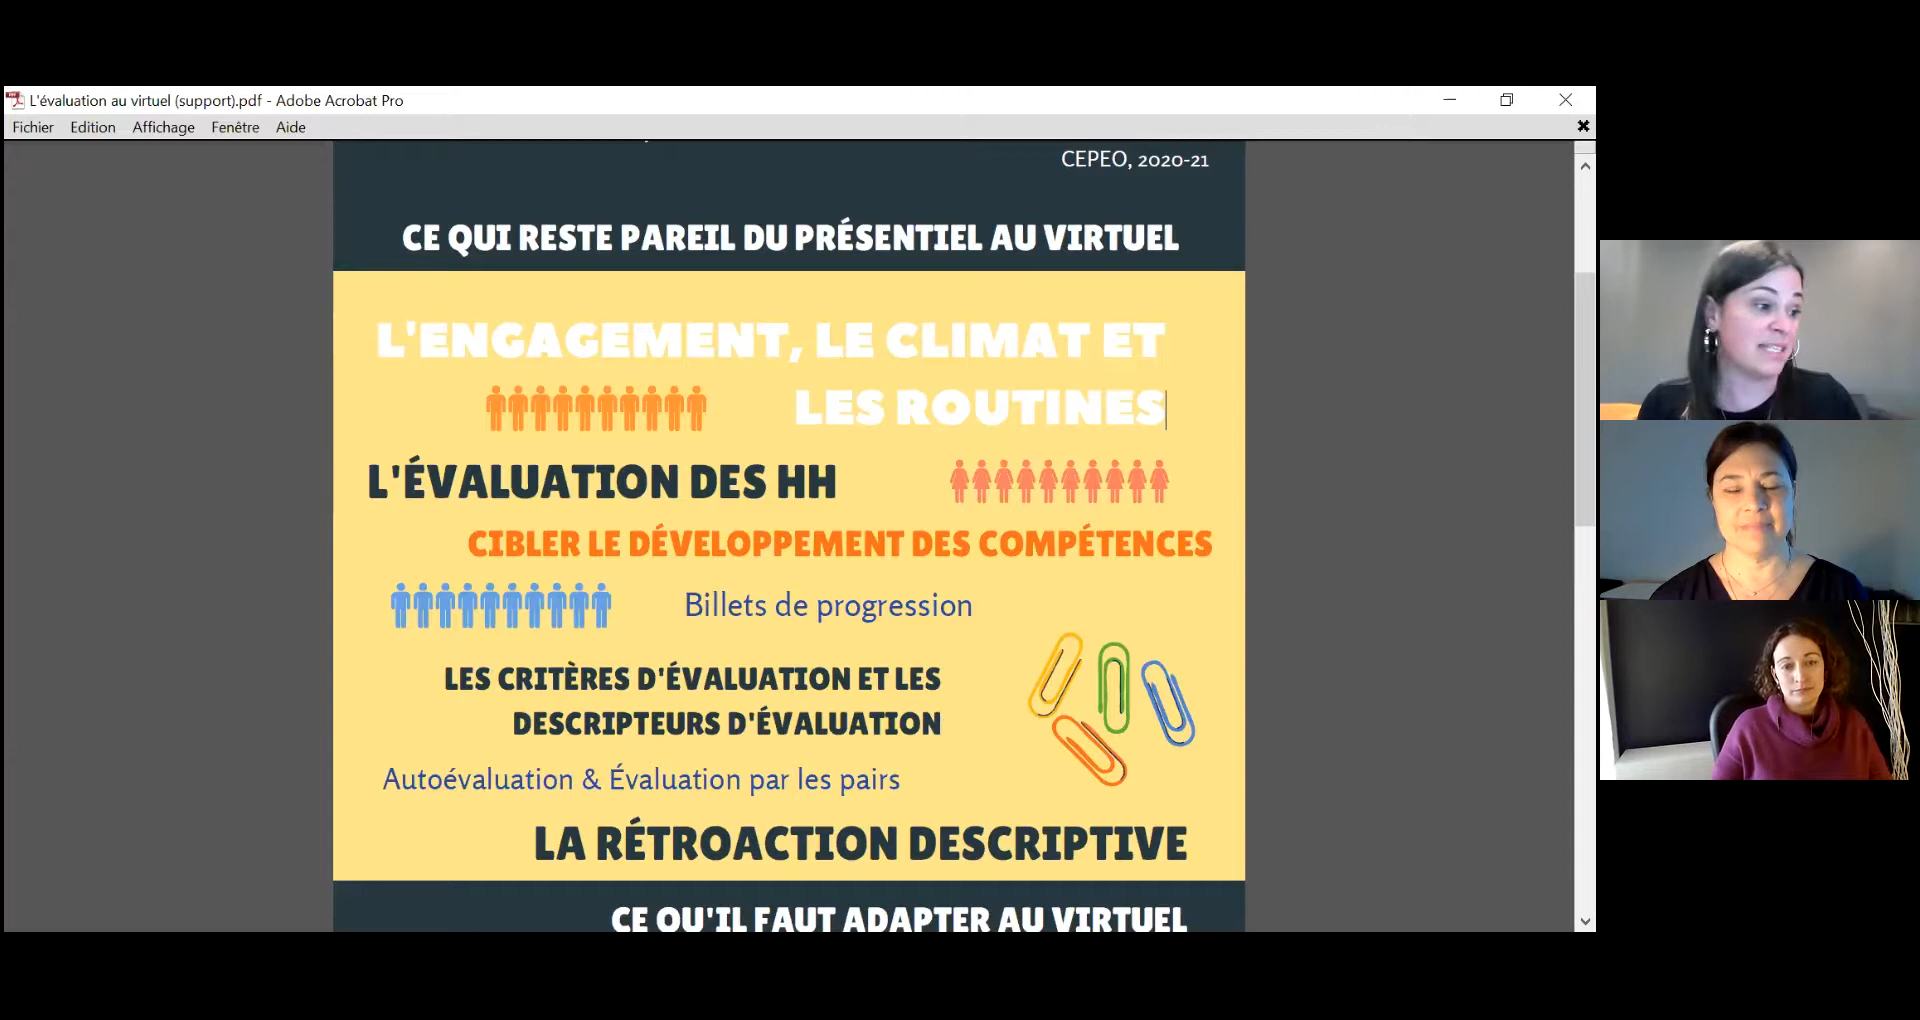 L'évaluation au virtuel (support).pdf - Adobe Acrobat Pro
Fichier Edition Affichage Fenêtre Aide
CEPEO, 2020-21
CE QUI RESTE PAREIL DU PRÉSENTIEL AU VIRTUEL
L'ENGAGEMENT, LE CLIMAT ET
LES ROUTINES
L'ÉVALUATION DES HH
CIBLER LE DÉVELOPPEMENT DES COMPÉTENCES
Billets de progression
LES CRITÈRES D'ÉVALUATION ET LES
DESCRIPTEURS D'ÉVALUATION
Autoévaluation & Évaluation par les pairs
LA RÉTROACTION DESCRIPTIVE
CE QU'IL FAUT ADAPTER AU VIRTUEL